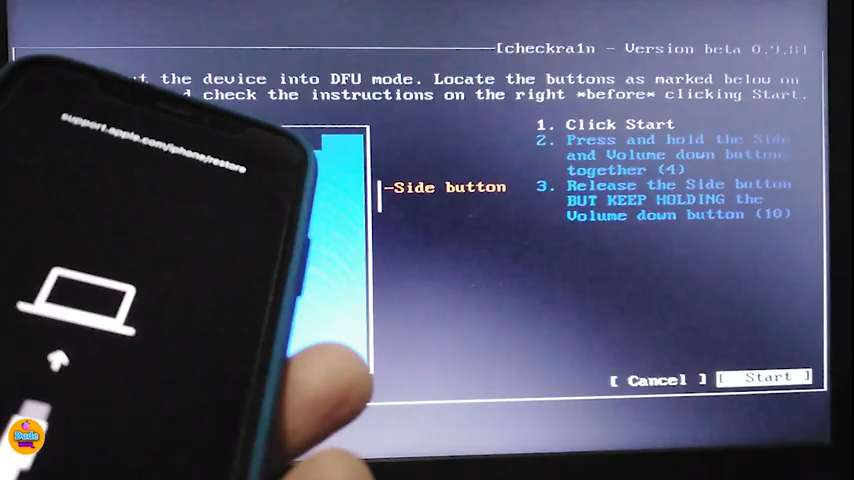 [checkra1n - Version beta 0.9.8]
t the device into DFU mode. Locate the buttons as marked below on
d check the instructions on the right *before* clicking Start.
1. Click Start
2. Press and hold the Side
and Volume down buttons
together (4)
-Side button
3. Release the Side button
BUT KEEP HOLDING the
Volume down button (10)
[ Cancel ] [ Start ]
support.apple.com/iphone/restore
Dude